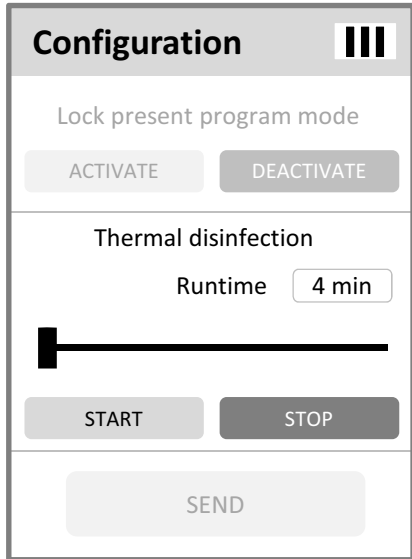 Configuration
Lock present program mode
ACTIVATE DEACTIVATE
Thermal disinfection
Runtime 4 min
START STOP
SEND